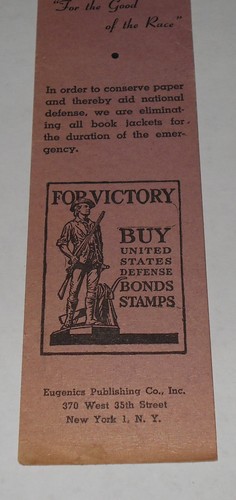 "For the Good
of the Race"
In order to conserve paper
and thereby aid national
defense, we are eliminat-
ing all book jackets for
the duration of the emer-
gency.
FOR VICTORY
BUY
UNITED
STATES
DEFENSE
BONDS
STAMPS
Eugenics Publishing Co., Inc.
370 West 35th Street
New York 1, N. Y.